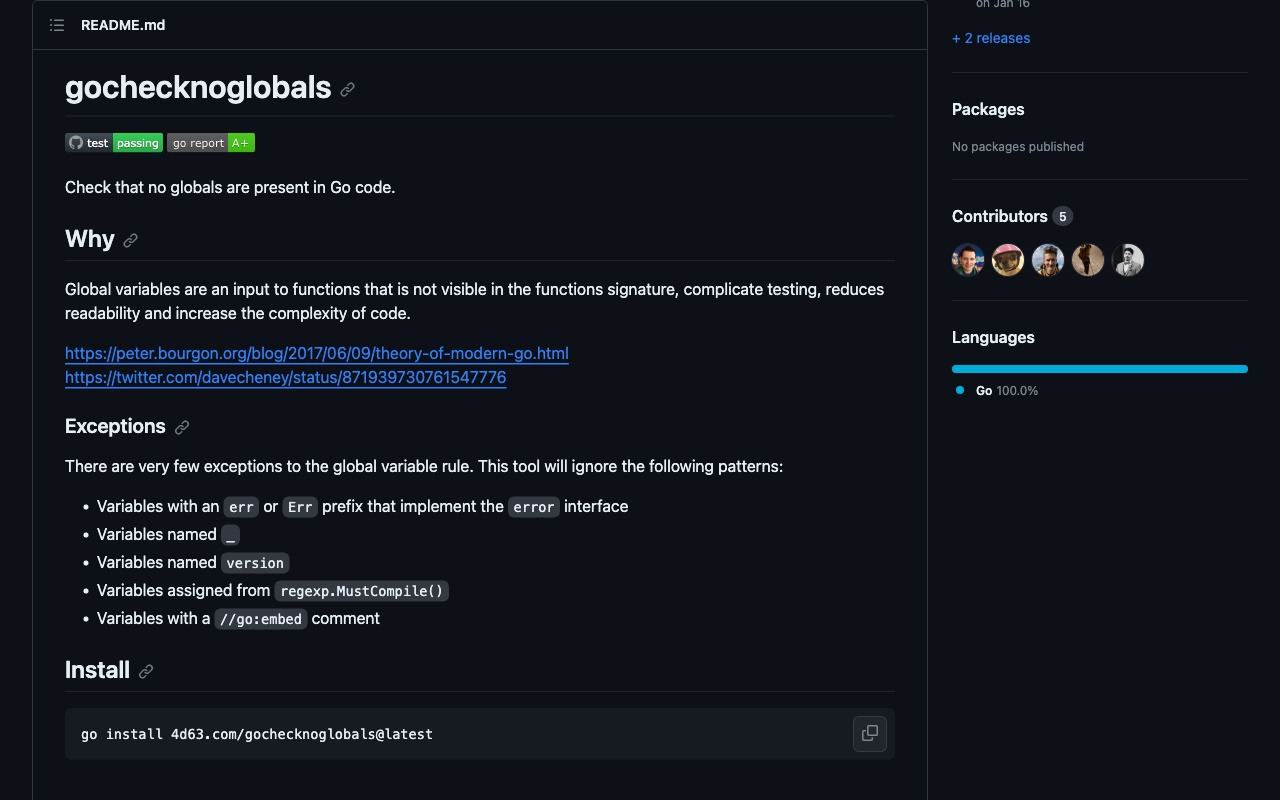 README.md
gochecknoglobals
test passing go report A+
Check that no globals are present in Go code.
Why
Global variables are an input to functions that is not visible in the functions signature, complicate testing, reduces
readability and increase the complexity of code.
https://peter.bourgon.org/blog/2017/06/09/theory-of-modern-go.html
https://twitter.com/davecheney/status/871939730761547776
Exceptions
There are very few exceptions to the global variable rule. This tool will ignore the following patterns:
• Variables with an err or Err prefix that implement the error interface
• Variables named _
• Variables named version
• Variables assigned from regexp.MustCompile()
• Variables with a //go:embed comment
Install
go install 4d63.com/gochecknoglobals@latest
on Jan 16
+ 2 releases
Packages
No packages published
Contributors 5
Languages
Go 100.0%